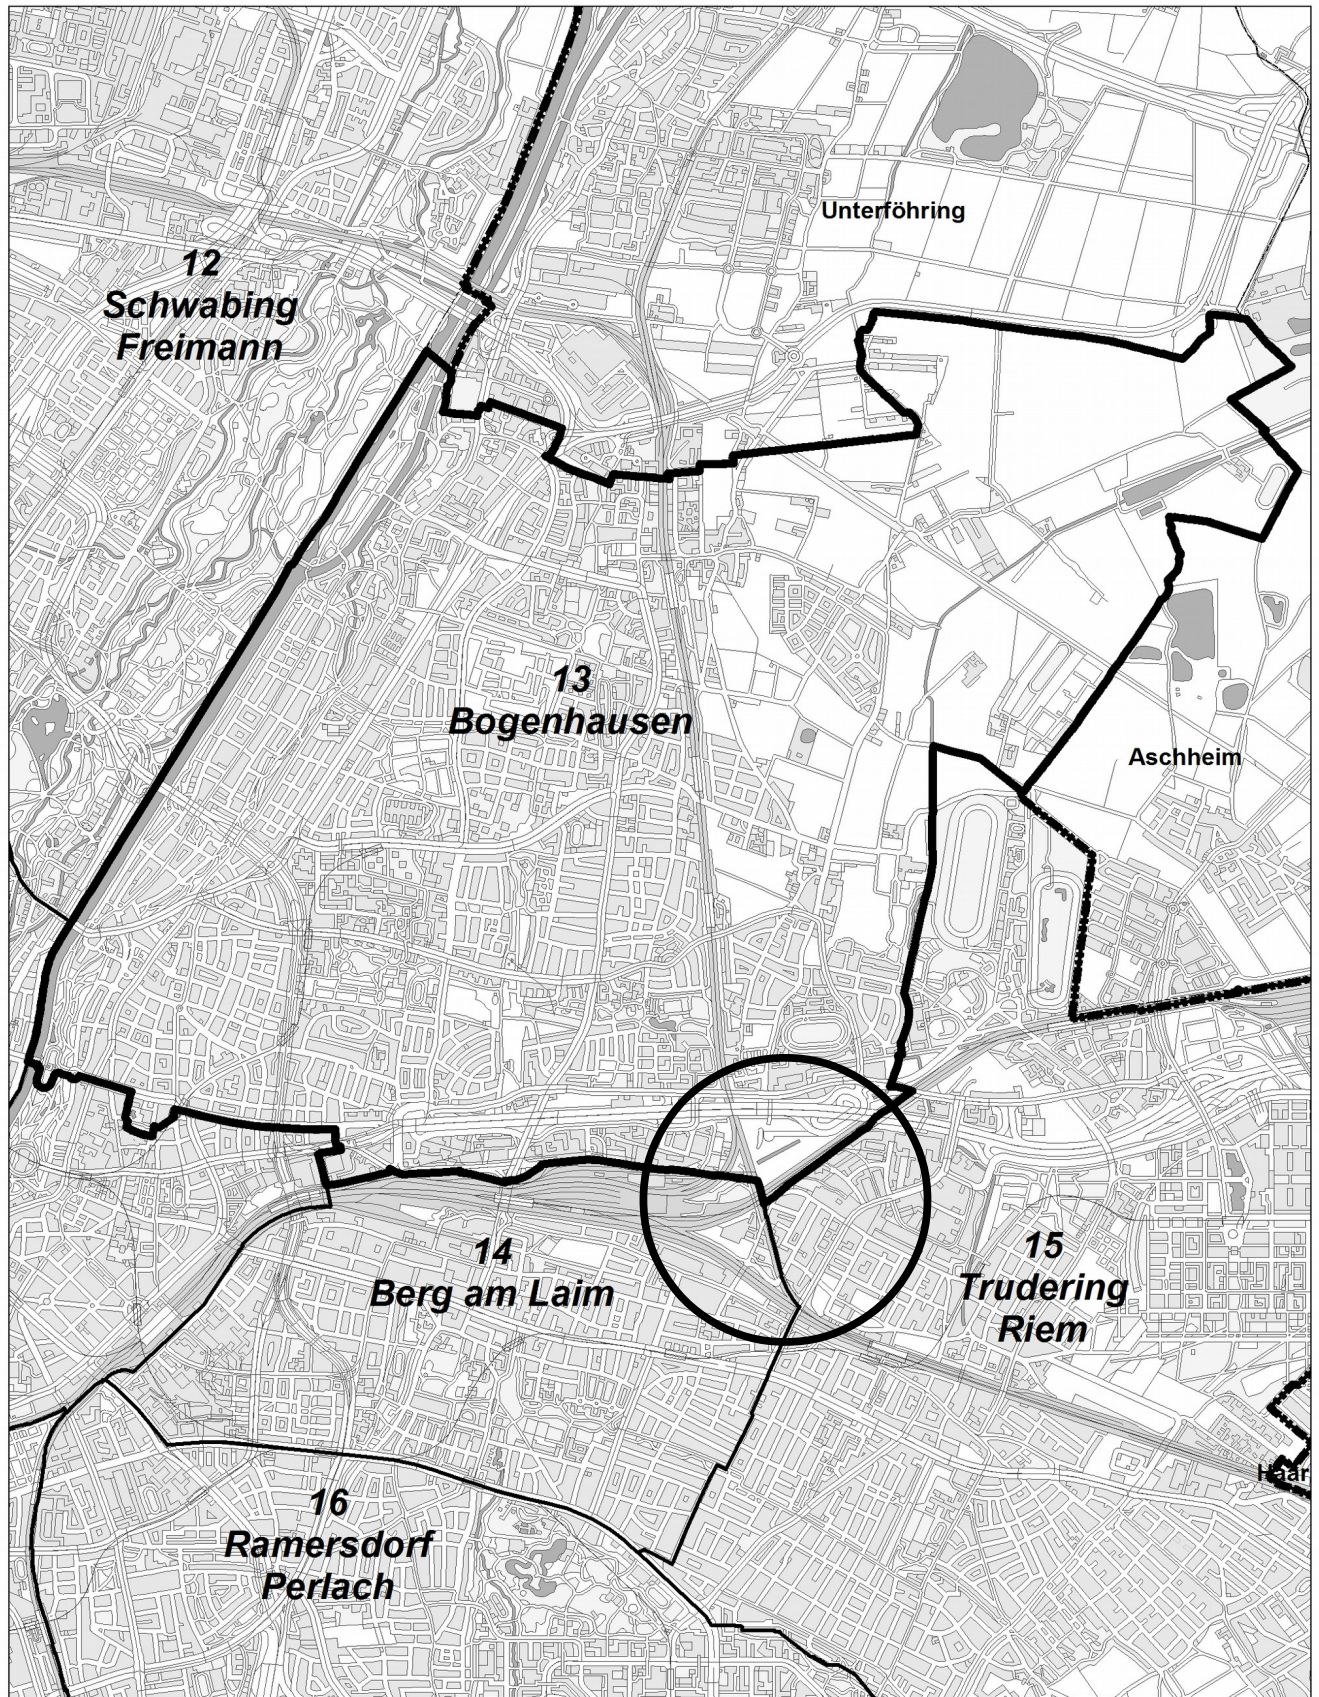 Unterföhring
12
Schwabing
Freimann
13
Bogenhausen
Aschheim
14
Berg am Laim
15
Trudering
Riem
Haar
16
Ramersdorf
Perlach